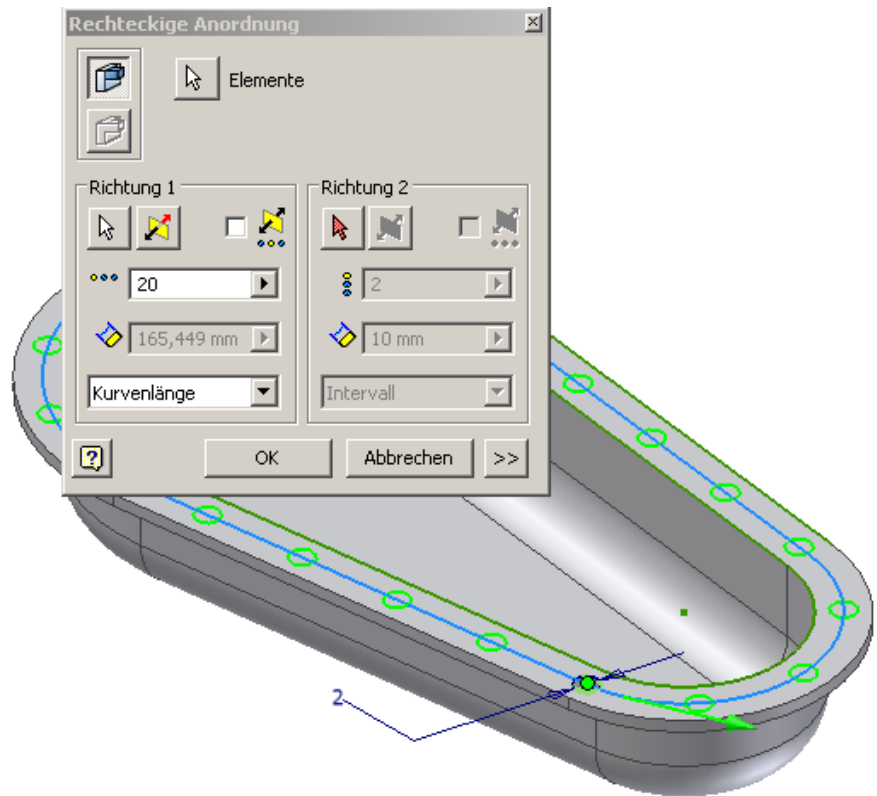 Rechteckige Anordnung
Elemente
Richtung 1
Richtung 2
20
2
165,449 mm
10 mm
Kurvenlänge
Intervall
?
OK
Abbrechen
>>
2